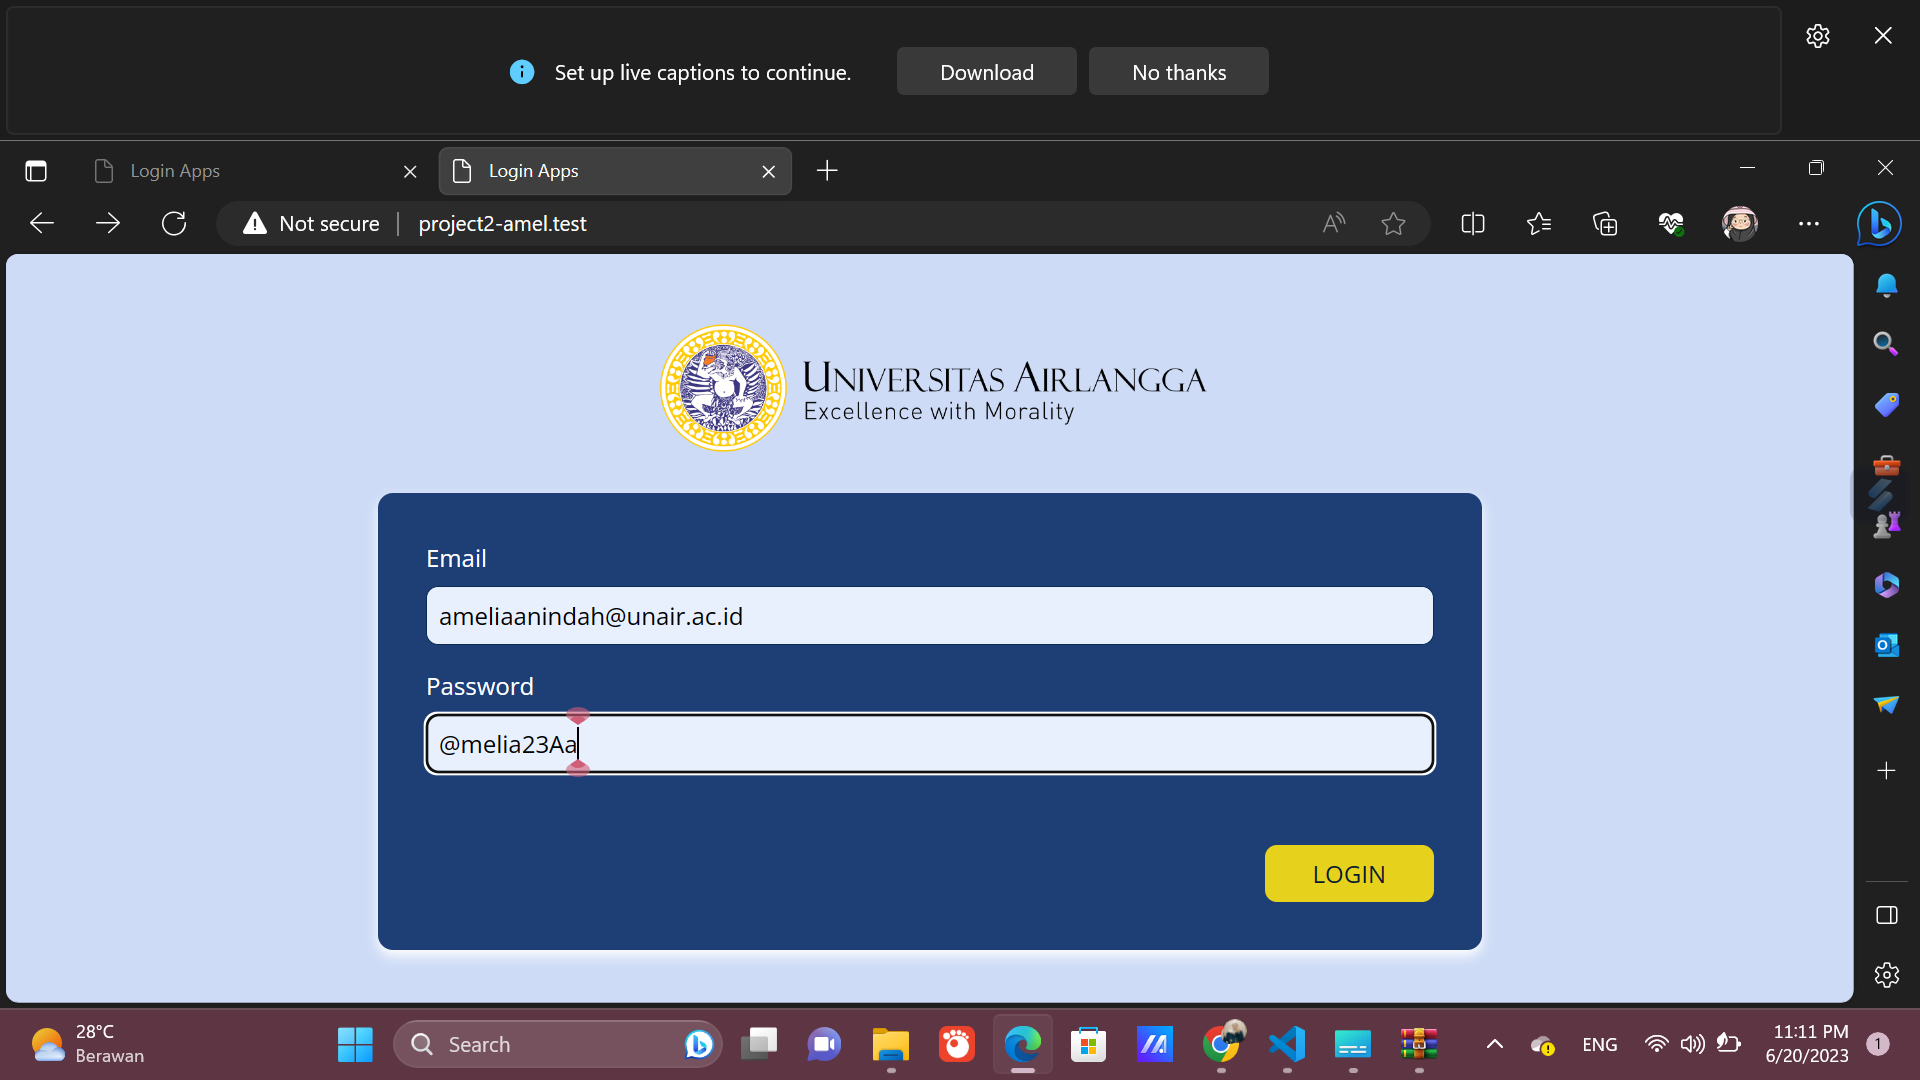 Set up live captions to continue.
Download
No thanks
Login Apps
Login Apps
Not secure
project2-amel.test
UNIVERSITAS AIRLANGGA
Excellence with Morality
Email
ameliaanindah@unair.ac.id
Password
@melia23Aa
LOGIN
28°C
Berawan
Search
ENG
11:11 PM
6/20/2023
1